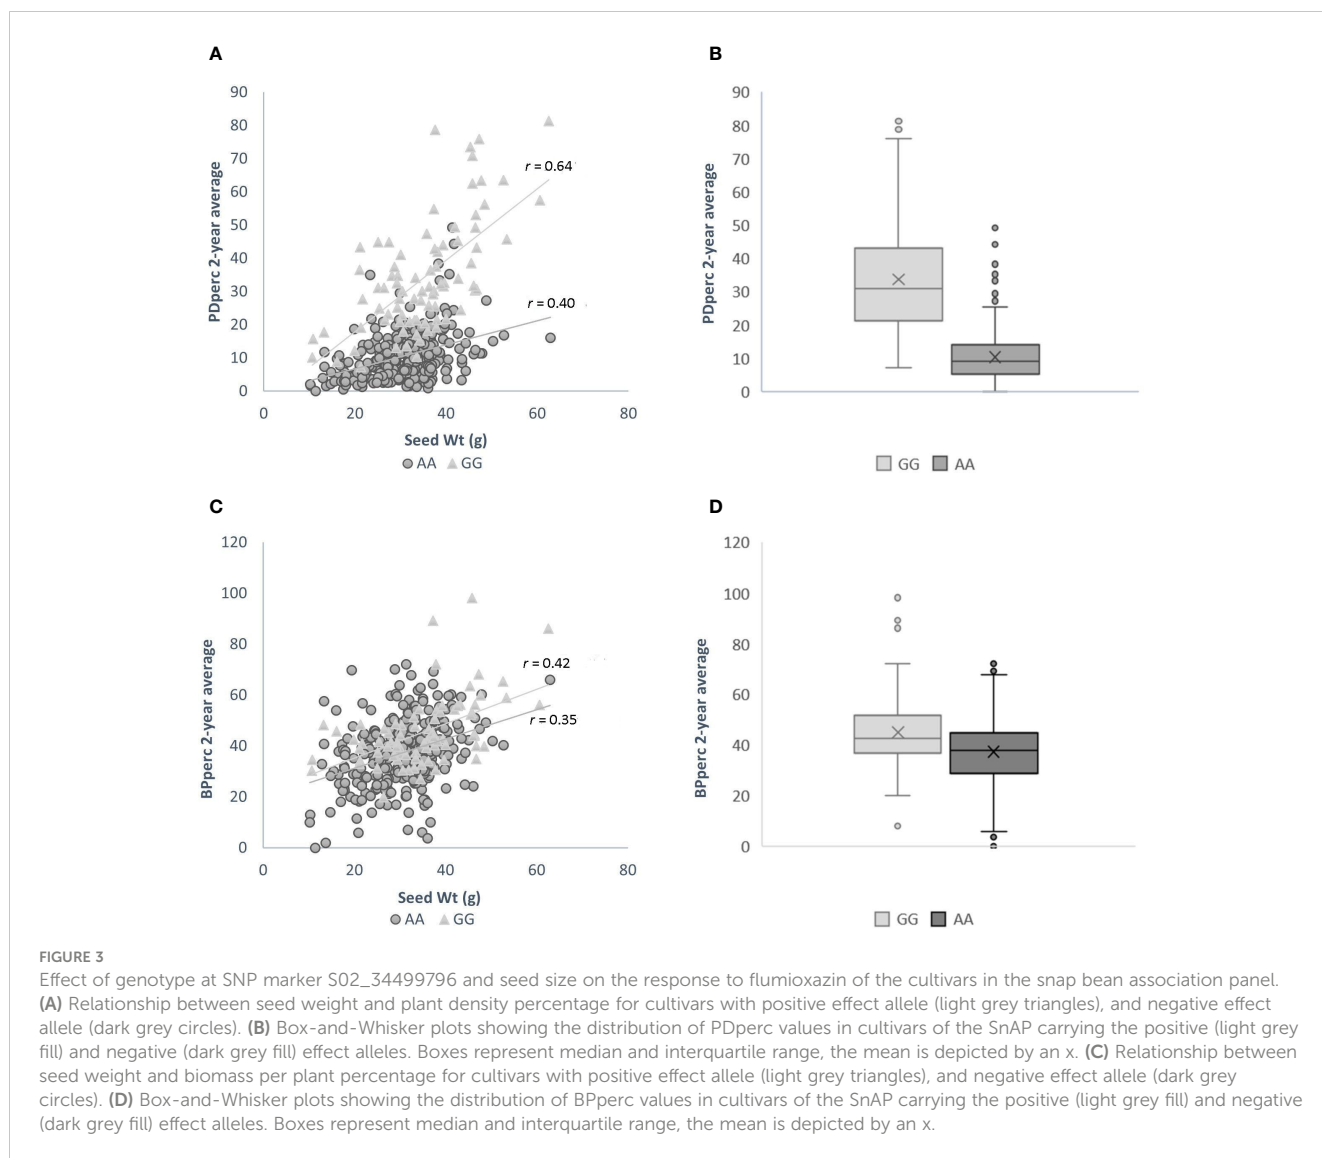 A
90
80
70
60
50
40
30
20
10
0
PDperc 2-year average
r = 0.64
r = 0.40
0 20 40 60 80
Seed Wt (g)
AA GG
B
90
80
70
60
50
40
30
20
10
0
PDperc 2-year average
GG AA
C
120
100
80
60
40
20
0
BPperc 2-year average
r = 0.42
r = 0.35
0 20 40 60 80
Seed Wt (g)
AA GG
D
120
100
80
60
40
20
0
BPperc 2-year average
GG AA
FIGURE 3
Effect of genotype at SNP marker S02_34499796 and seed size on the response to flumioxazin of the cultivars in the snap bean association panel.
(A) Relationship between seed weight and plant density percentage for cultivars with positive effect allele (light grey triangles), and negative effect
allele (dark grey circles). (B) Box-and-Whisker plots showing the distribution of PDperc values in cultivars of the SnAP carrying the positive (light grey
fill) and negative (dark grey fill) effect alleles. Boxes represent median and interquartile range, the mean is depicted by an x. (C) Relationship between
seed weight and biomass per plant percentage for cultivars with positive effect allele (light grey triangles), and negative effect allele (dark grey
circles). (D) Box-and-Whisker plots showing the distribution of BPperc values in cultivars of the SnAP carrying the positive (light grey fill) and negative
(dark grey fill) effect alleles. Boxes represent median and interquartile range, the mean is depicted by an x.